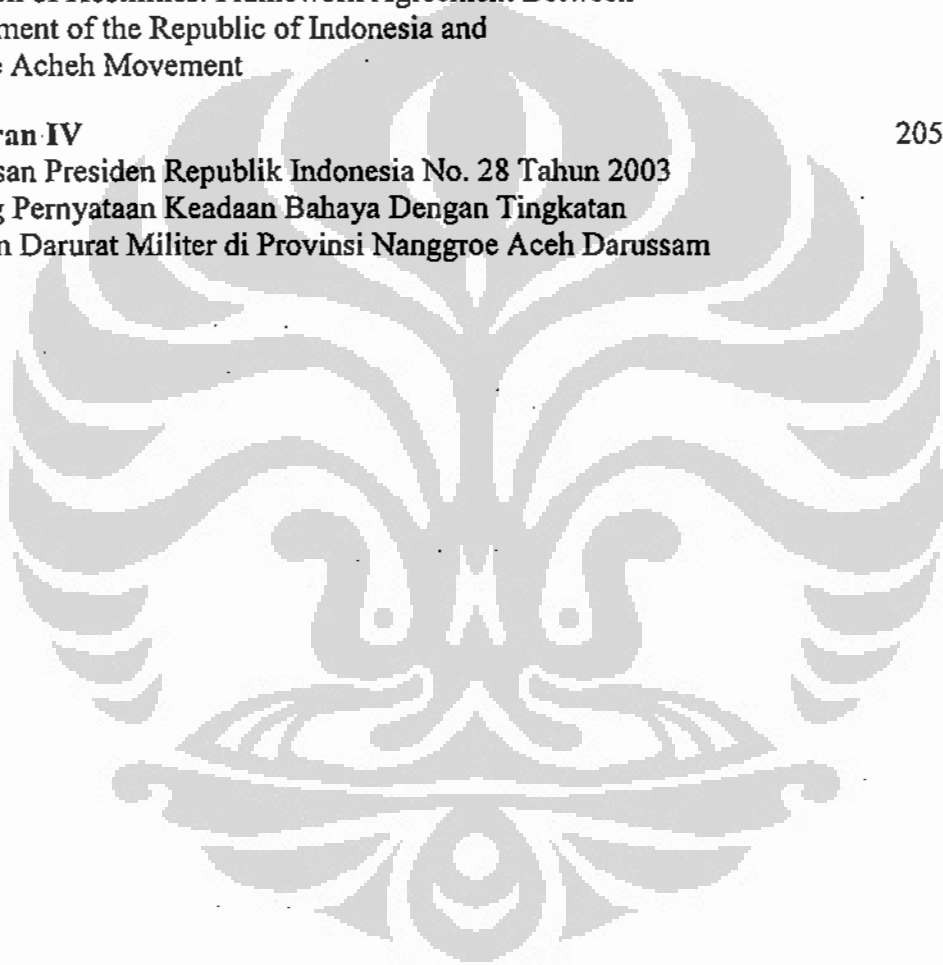 ment of the Republic of Indonesia and
Acheh Movement
ran IV 205
san Presiden Republik Indonesia No. 28 Tahun 2003
g Pernyataan Keadaan Bahaya Dengan Tingkatan
n Darurat Militer di Provinsi Nanggroe Aceh Darussam